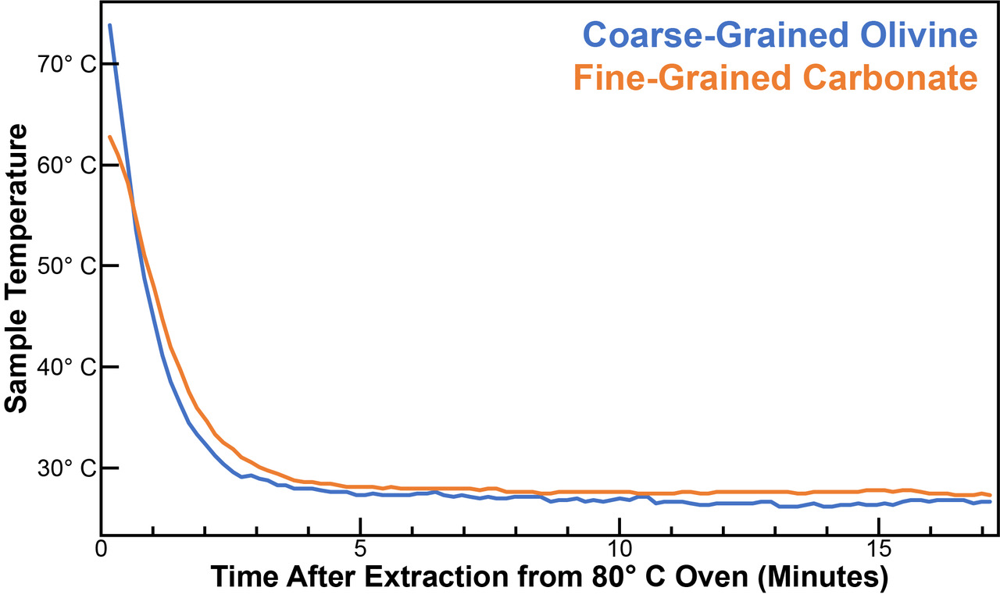 Coarse-Grained Olivine
Fine-Grained Carbonate
Sample Temperature
70° C
60° C
50° C
40° C
30° C
0
5
10
15
Time After Extraction from 80° C Oven (Minutes)